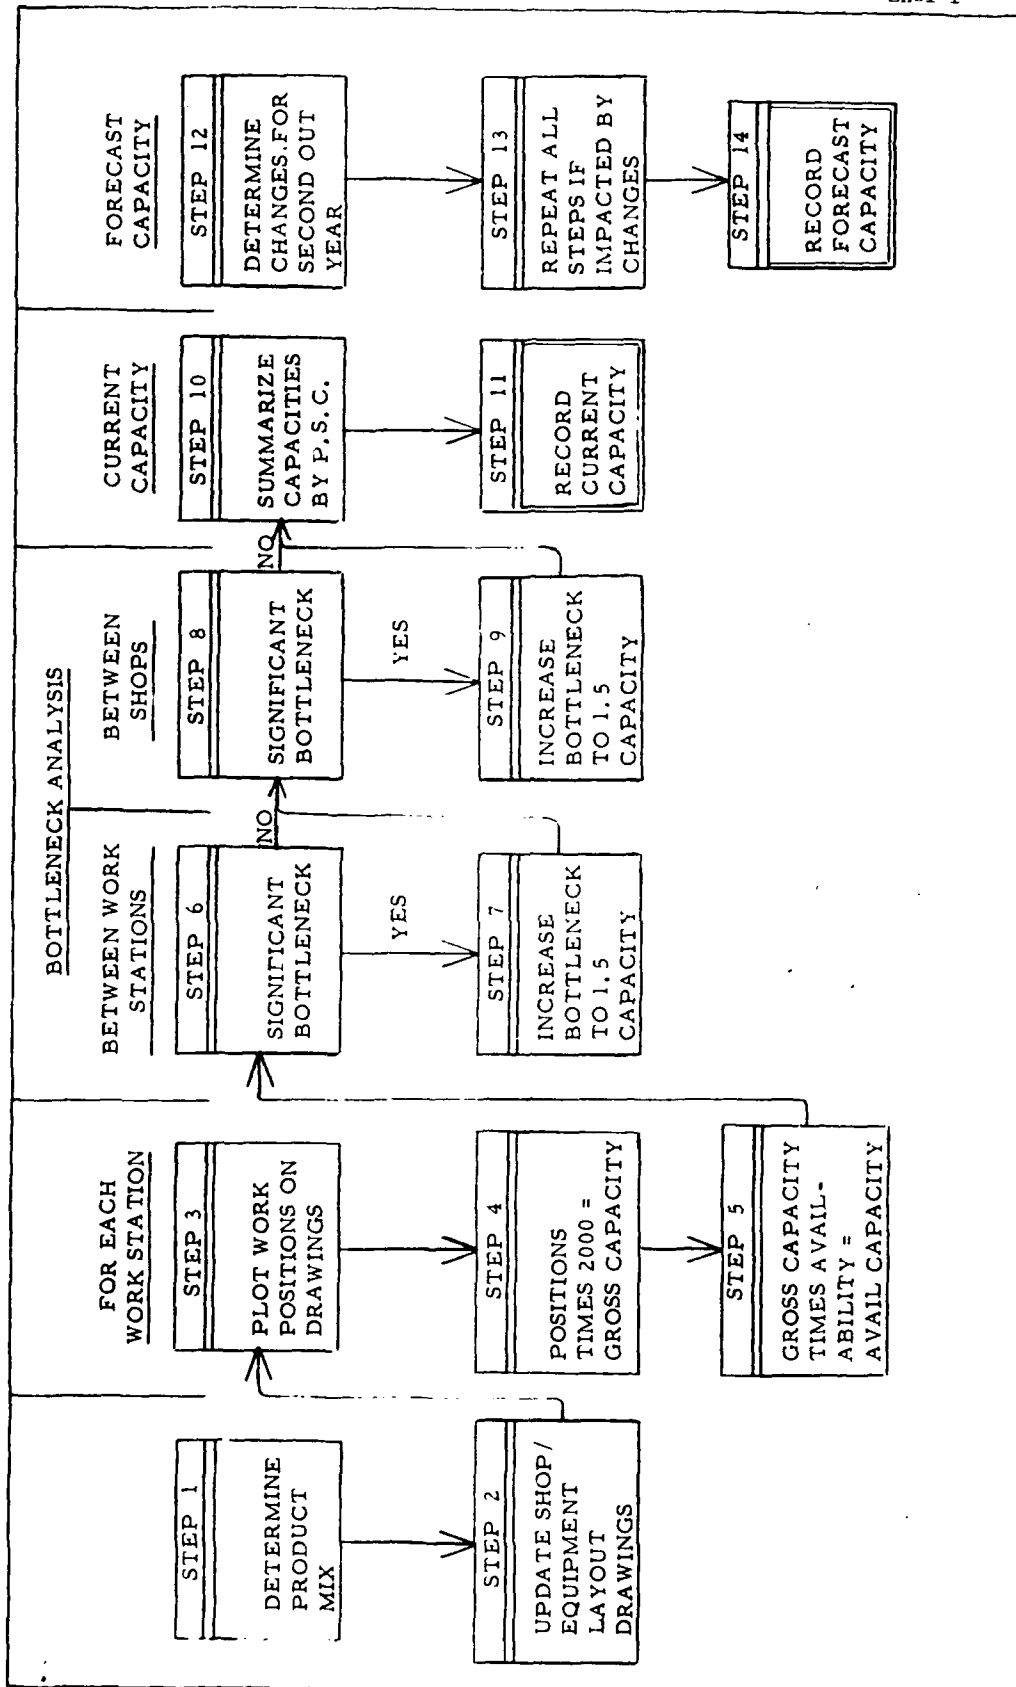 STEP 1
DETERMINE
PRODUCT
MIX
STEP 2
UPDATE SHOP/
EQUIPMENT
LAYOUT
DRAWINGS
FOR EACH
WORK STATION
STEP 3
PLOT WORK
POSITIONS ON
DRAWINGS
STEP 4
POSITIONS
TIMES 2000 =
GROSS CAPACITY
STEP 5
GROSS CAPACITY
TIMES AVAIL-
ABILITY =
AVAIL CAPACITY
BOTTLENECK ANALYSIS
BETWEEN WORK
STATIONS
STEP 6
SIGNIFICANT
BOTTLENECK
NO
YES
STEP 7
INCREASE
BOTTLENECK
TO 1.5
CAPACITY
BETWEEN
SHOPS
STEP 8
SIGNIFICANT
BOTTLENECK
NO
YES
STEP 9
INCREASE
BOTTLENECK
TO 1.5
CAPACITY
CURRENT
CAPACITY
STEP 10
SUMMARIZE
CAPACITIES
BY P.S.C.
STEP 11
RECORD
CURRENT
CAPACITY
FORECAST
CAPACITY
STEP 12
DETERMINE
CHANGES.FOR
SECOND OUT
YEAR
STEP 13
REPEAT ALL
STEPS IF
IMPACTED BY
CHANGES
STEP 14
RECORD
FORECAST
CAPACITY